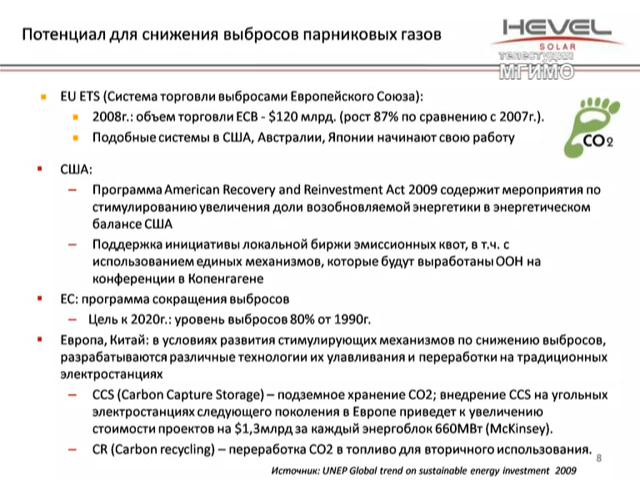 Потенциал для снижения выбросов парниковых газов
HEVEL
SOLAR
телестудия
МГИМО
EU ETS (Система торговли выбросами Европейского Союза):
2008г.: объем торговли ЕСВ - $120 млрд. (рост 87% по сравнению с 2007г.).
Подобные системы в США, Австралии, Японии начинают свою работу
CO2
США:
Программа American Recovery and Reinvestment Act 2009 содержит мероприятия по
стимулированию увеличения доли возобновляемой энергетики в энергетическом
балансе США
Поддержка инициативы локальной биржи эмиссионных квот, в т.ч. с
использованием единых механизмов, которые будут выработаны ООН на
конференции в Копенгагене
ЕС: программа сокращения выбросов
Цель к 2020г.: уровень выбросов 80% от 1990г.
Европа, Китай: в условиях развития стимулирующих механизмов по снижению выбросов,
разрабатываются различные технологии их улавливания и переработки на традиционных
электростанциях
CCS (Carbon Capture Storage) – подземное хранение СО2; внедрение CCS на угольных
электростанциях следующего поколения в Европе приведет к увеличению
стоимости проектов на $1,3млрд за каждый энергоблок 660МВт (McKinsey).
CR (Carbon recycling) – переработка СО2 в топливо для вторичного использования.
8
Источник: UNEP Global trend on sustainable energy investment 2009